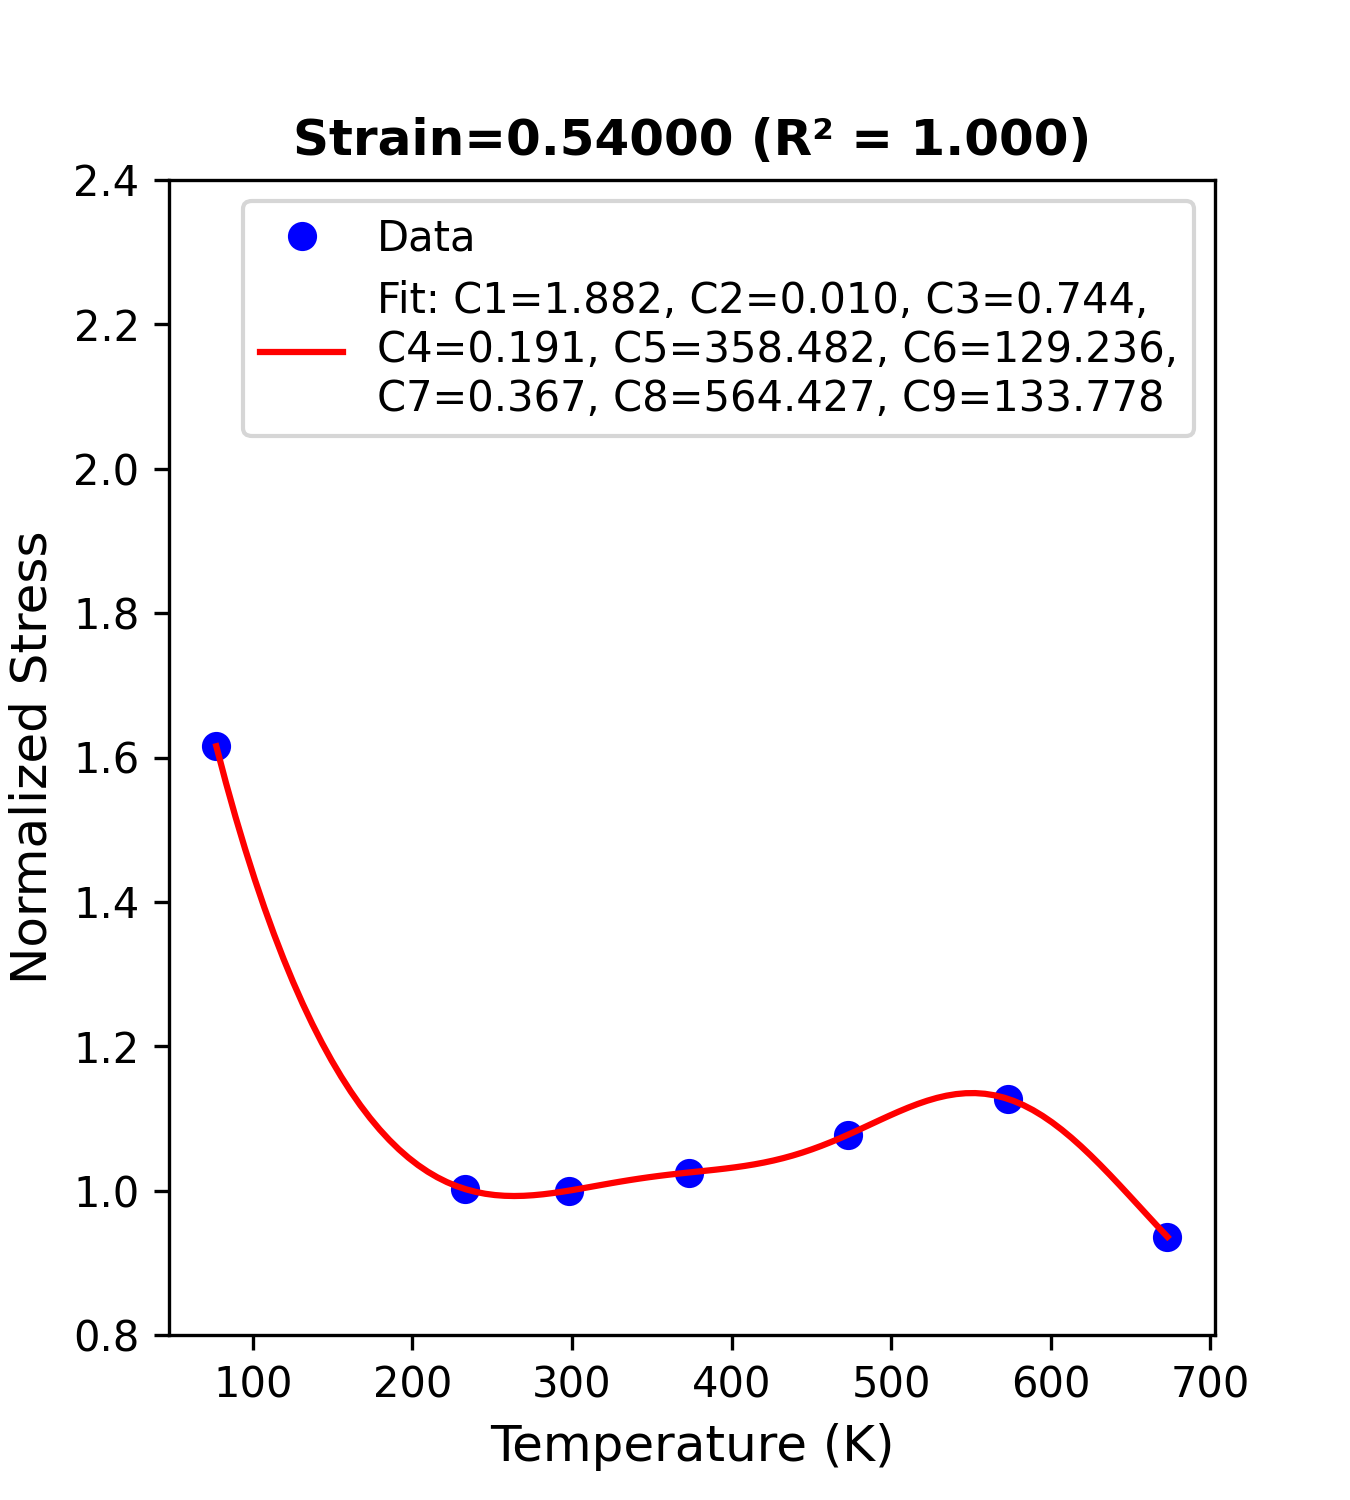 Strain=0.54000 (R² = 1.000)
2.4
2.2
2.0
1.8
1.6
1.4
1.2
1.0
0.8
Normalized Stress
Data
Fit: C1=1.882, C2=0.010, C3=0.744,
C4=0.191, C5=358.482, C6=129.236,
C7=0.367, C8=564.427, C9=133.778
100 200 300 400 500 600 700
Temperature (K)